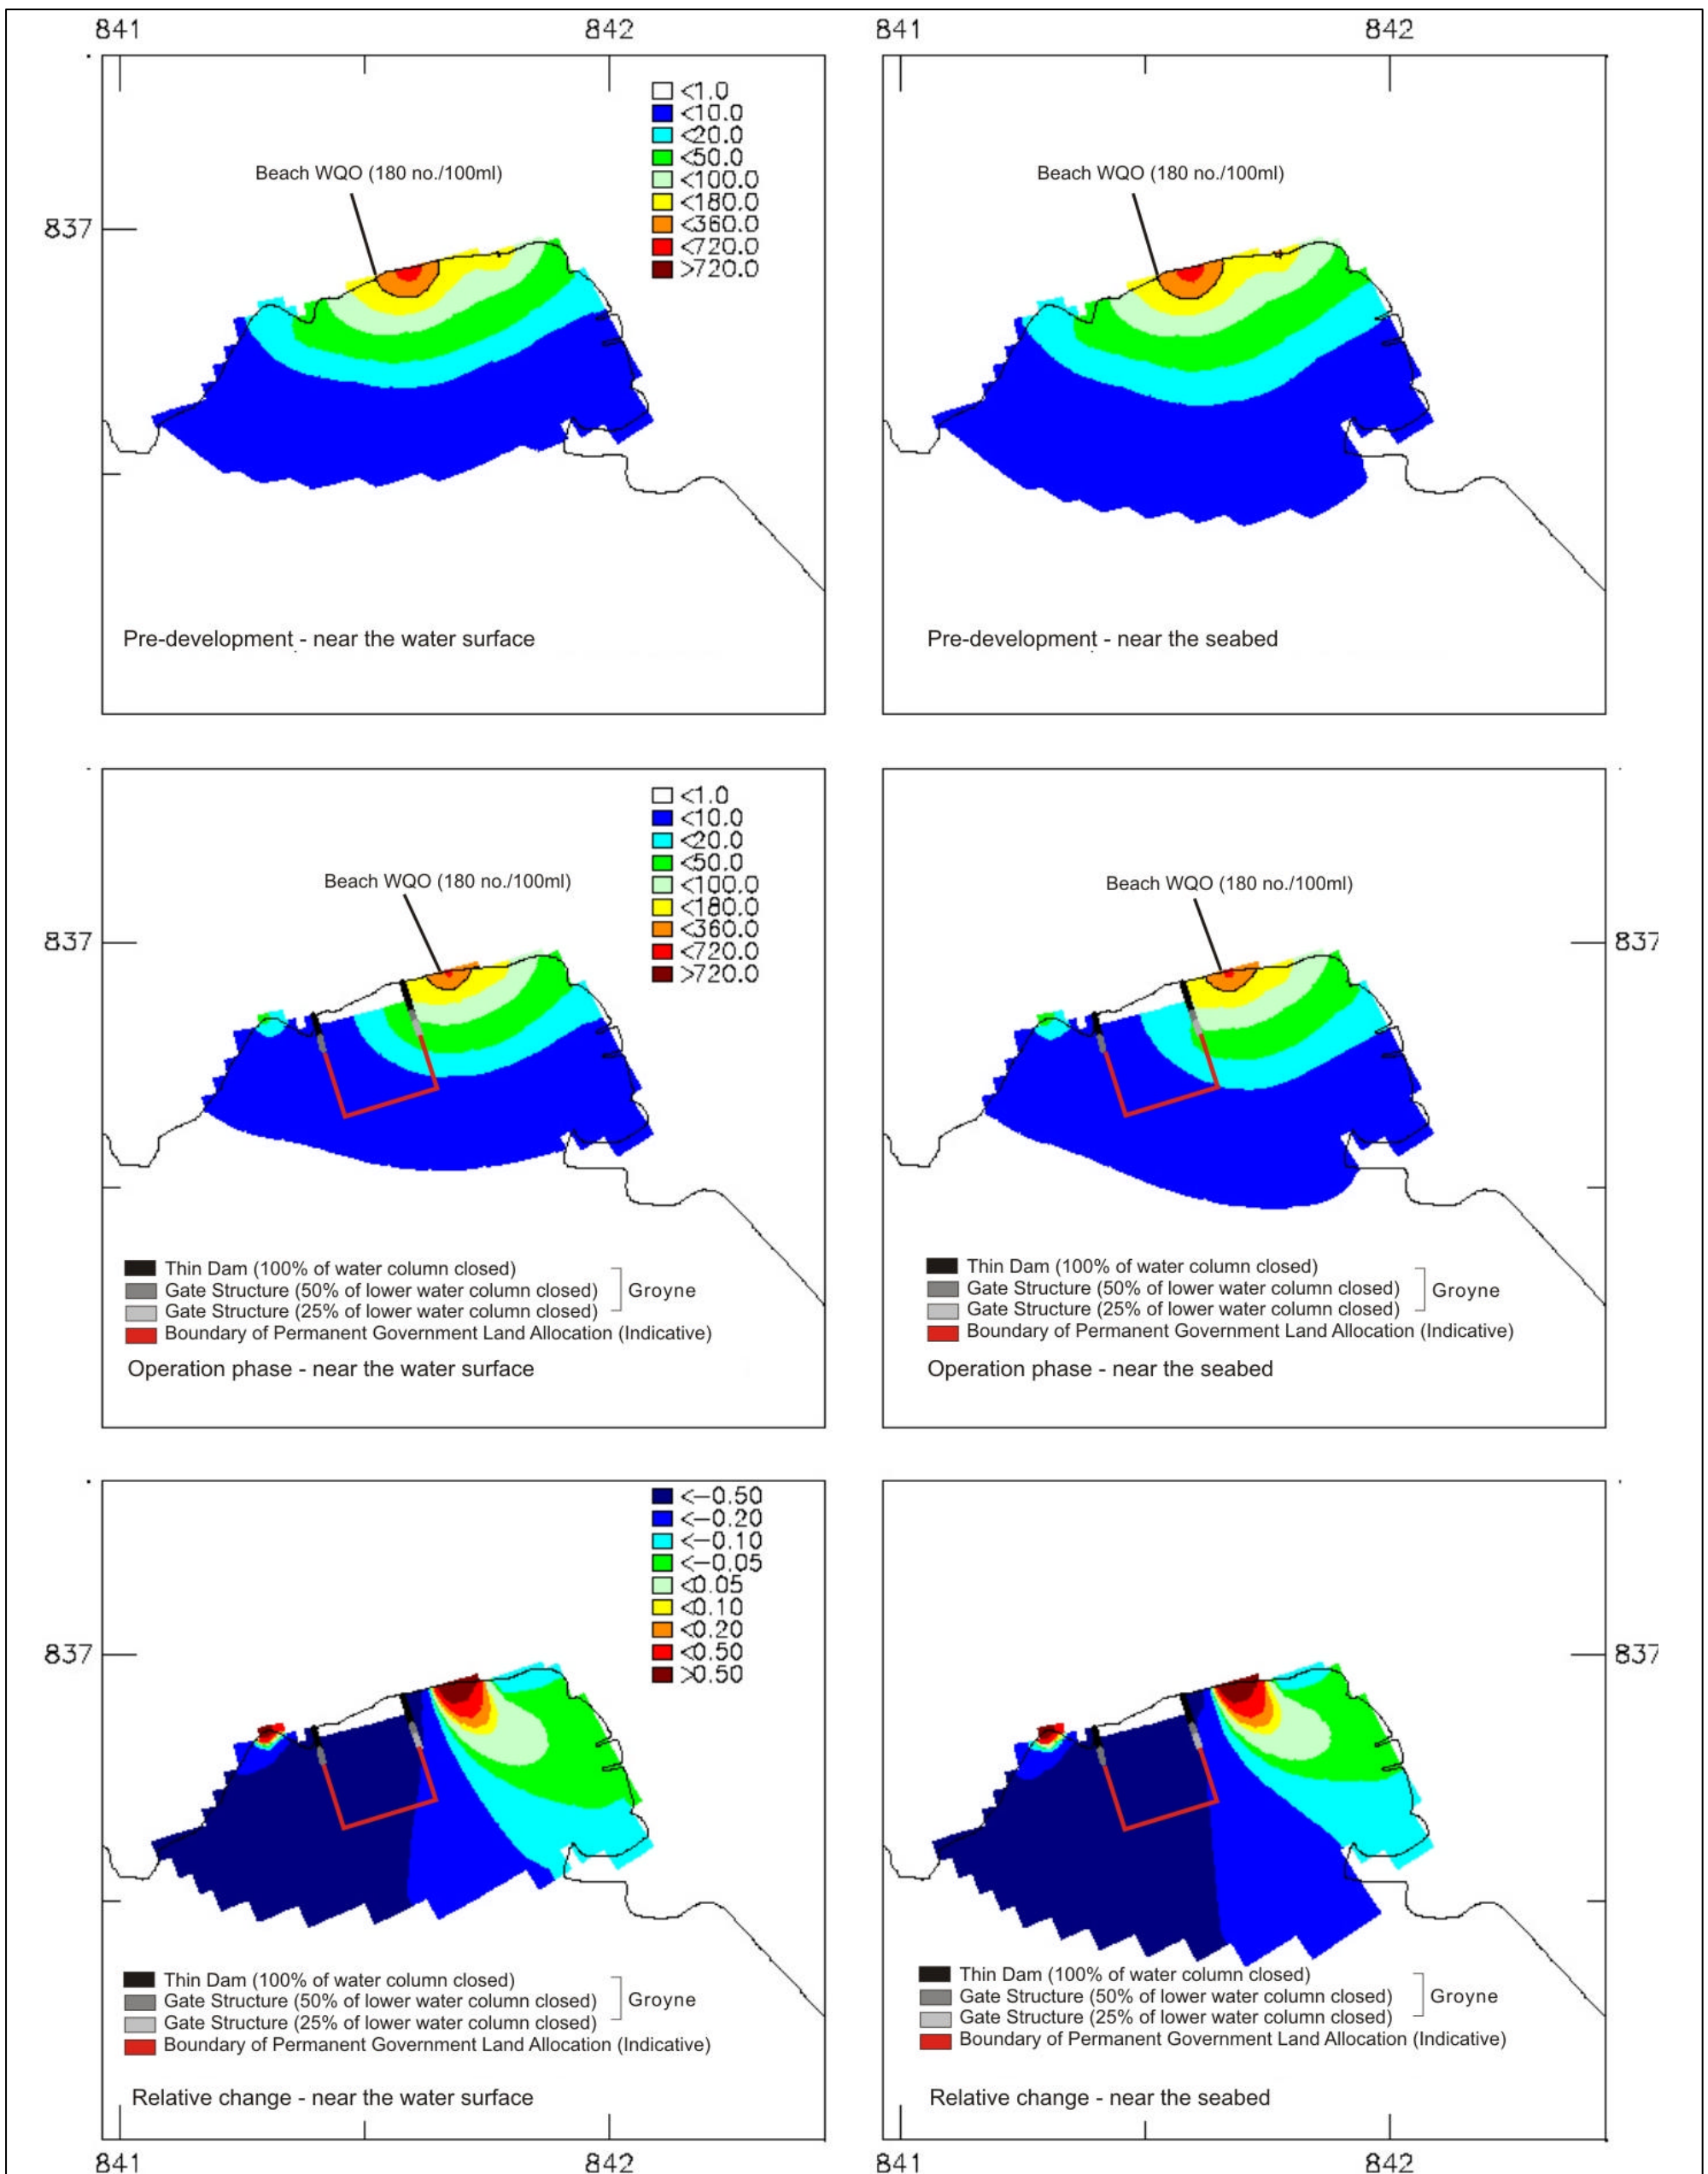 841 842 841 842
<1.0
<10.0
<20.0
<50.0
<100.0
<180.0
<360.0
<720.0
>720.0
Beach WQO (180 no./100ml)
Beach WQO (180 no./100ml)
837
Pre-development - near the water surface
Pre-development - near the seabed
<1.0
<10.0
<20.0
<50.0
<100.0
<180.0
<360.0
<720.0
>720.0
Beach WQO (180 no./100ml)
Beach WQO (180 no./100ml)
837
837
Thin Dam (100% of water column closed)
Gate Structure (50% of lower water column closed)
Gate Structure (25% of lower water column closed)
Groyne
Boundary of Permanent Government Land Allocation (Indicative)
Operation phase - near the water surface
Thin Dam (100% of water column closed)
Gate Structure (50% of lower water column closed)
Gate Structure (25% of lower water column closed)
Groyne
Boundary of Permanent Government Land Allocation (Indicative)
Operation phase - near the seabed
<-0.50
<-0.20
<-0.10
<-0.05
<0.05
<0.10
<0.20
<0.50
>0.50
837
837
Thin Dam (100% of water column closed)
Gate Structure (50% of lower water column closed)
Gate Structure (25% of lower water column closed)
Groyne
Boundary of Permanent Government Land Allocation (Indicative)
Relative change - near the water surface
Thin Dam (100% of water column closed)
Gate Structure (50% of lower water column closed)
Gate Structure (25% of lower water column closed)
Groyne
Boundary of Permanent Government Land Allocation (Indicative)
Relative change - near the seabed
841 842 841 842